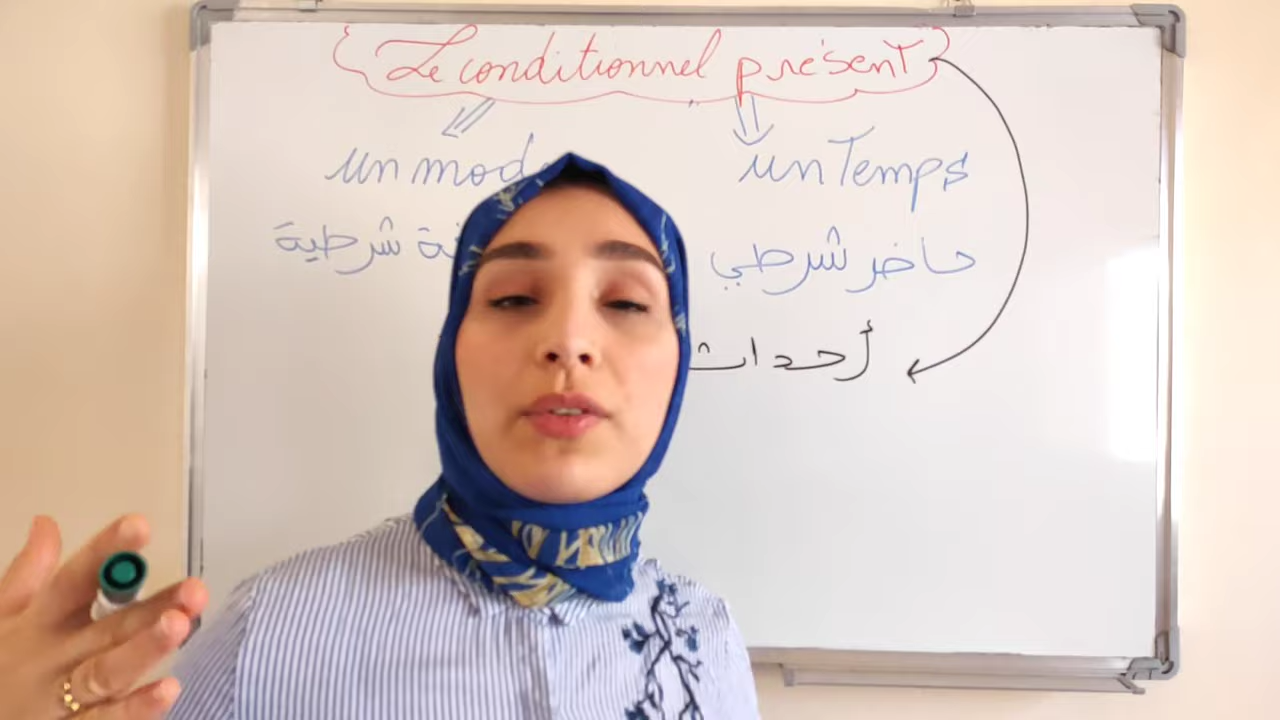 Le conditionnel présent
un mode un Temps
حاضر شرطي شرطية
أحداث